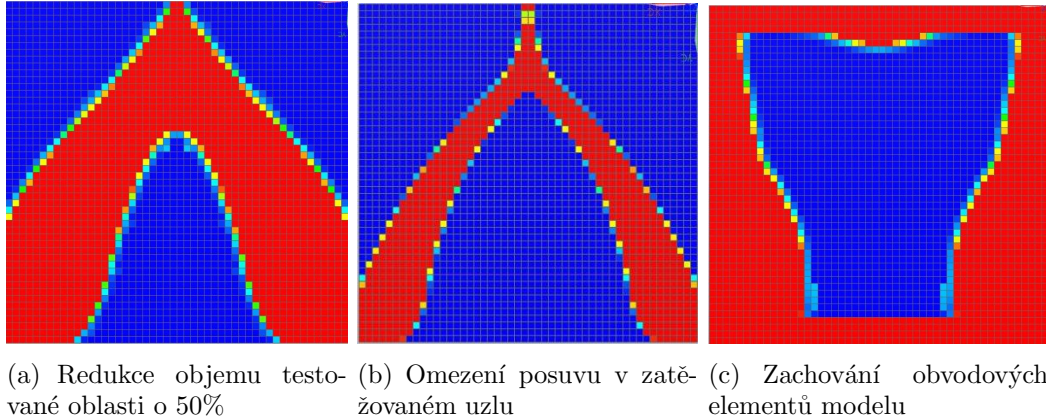 (a) Redukce objemu testo-
vané oblasti o 50%
(b) Omezení posuvu v zatě-
žovaném uzlu
(c) Zachování obvodových
elementů modelu